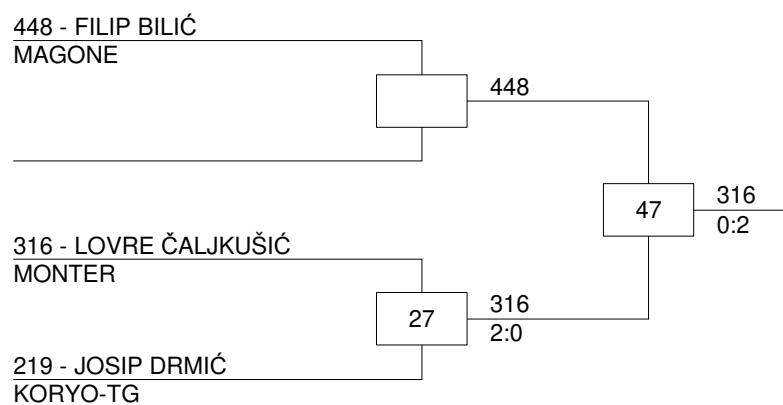 448 - FILIP BILIĆ
MAGONE
448
47
316
0:2
316 - LOVRE ČALJKUŠIĆ
MONTER
27
316
2:0
219 - JOSIP DRMIĆ
KORYO-TG